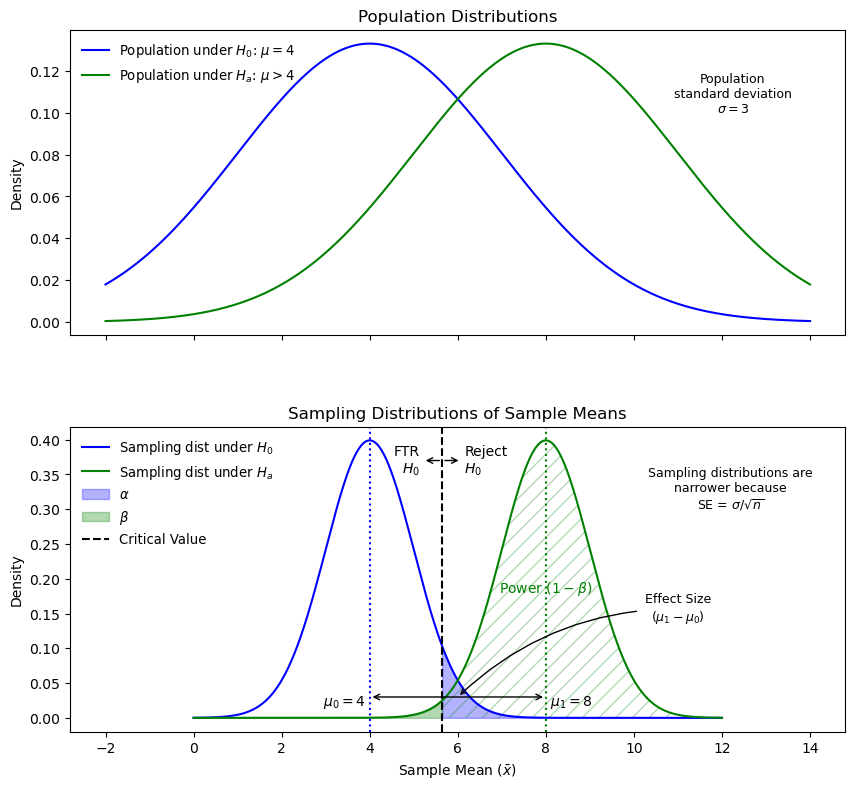 Population Distributions
Population under H₀: μ = 4
Population under Hₐ: μ > 4
Population
standard deviation
σ = 3
Density
0.12
0.10
0.08
0.06
0.04
0.02
0.00
Sampling Distributions of Sample Means
Sampling dist under H₀
Sampling dist under Hₐ
α
β
Critical Value
FTR
H₀
Reject
H₀
Sampling distributions are
narrower because
SE = σ/√n
Power (1 − β)
Effect Size
(μ₁ − μ₀)
μ₀ = 4
μ₁ = 8
Density
0.40
0.35
0.30
0.25
0.20
0.15
0.10
0.05
0.00
−2 0 2 4 6 8 10 12 14
Sample Mean (x̄)